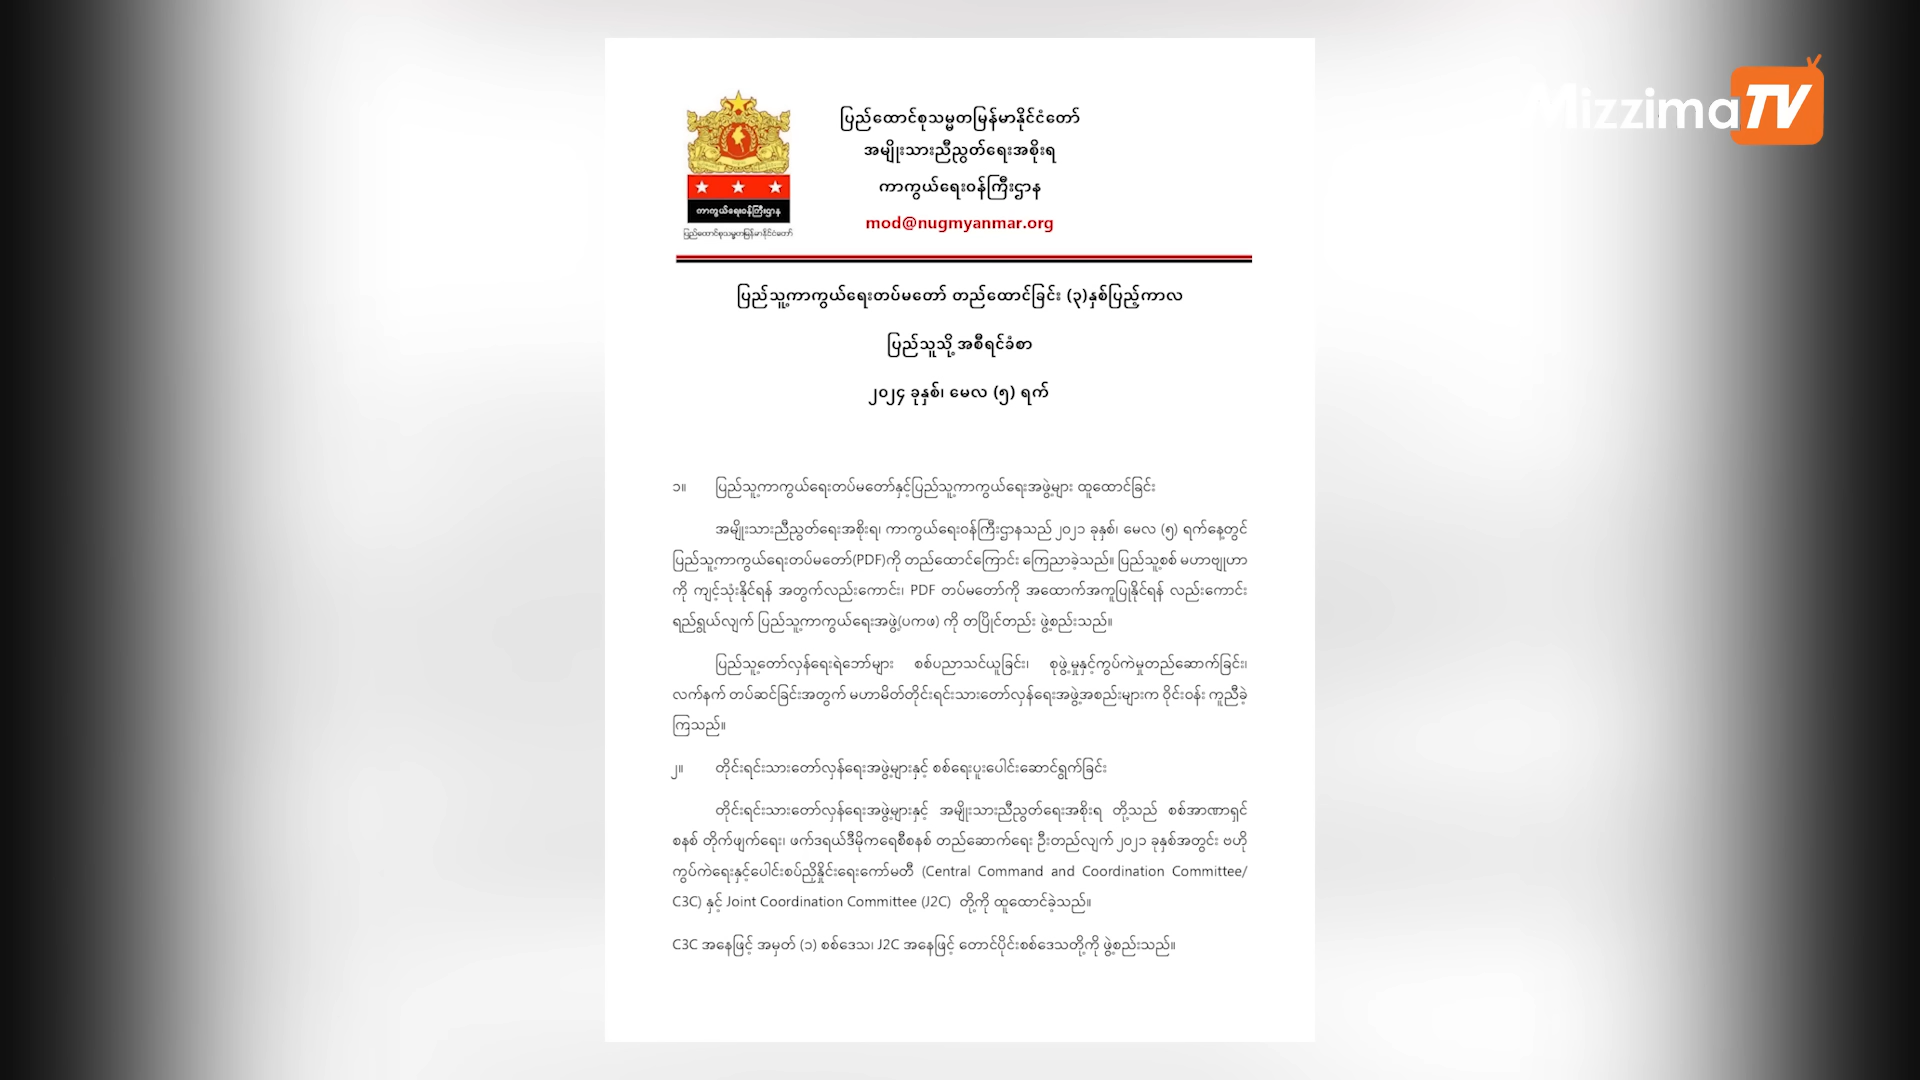 MizzimaTV
ပြည်ထောင်စုသမ္မတမြန်မာနိုင်ငံတော်
အမျိုးသားညီညွတ်ရေးအစိုးရ
ကာကွယ်ရေးဝန်ကြီးဌာန
mod@nugmyanmar.org
ကာကွယ်ရေးဝန်ကြီးဌာန
ပြည်ထောင်စုသမ္မတမြန်မာနိုင်ငံတော်
ပြည်သူ့ကာကွယ်ရေးတပ်မတော် တည်ထောင်ခြင်း (၃)နှစ်ပြည့်ကာလ
ပြည်သူသို့ အစီရင်ခံစာ
၂၀၂၄ ခုနှစ်၊ မေလ (၅) ရက်
၁။ ပြည်သူ့ကာကွယ်ရေးတပ်မတော်နှင့်ပြည်သူ့ကာကွယ်ရေးအဖွဲ့များ ထူထောင်ခြင်း
အမျိုးသားညီညွတ်ရေးအစိုးရ၊ ကာကွယ်ရေးဝန်ကြီးဌာနသည် ၂၀၂၁ ခုနှစ်၊ မေလ (၅) ရက်နေ့တွင်
ပြည်သူ့ကာကွယ်ရေးတပ်မတော်(PDF)ကို တည်ထောင်ကြောင်း ကြေညာခဲ့သည်။ ပြည်သူ့စစ် မဟာဗျူဟာ
ကို ကျင့်သုံးနိုင်ရန် အတွက်လည်းကောင်း၊ PDF တပ်မတော်ကို အထောက်အကူပြုနိုင်ရန် လည်းကောင်း
ရည်ရွယ်လျက် ပြည်သူ့ကာကွယ်ရေးအဖွဲ့(ပကဖ) ကို တပြိုင်တည်း ဖွဲ့စည်းသည်။
ပြည်သူ့တော်လှန်ရေးရဲဘော်များ စစ်ပညာသင်ယူခြင်း၊ စုဖွဲ့မှုနှင့်ကွပ်ကဲမှုတည်ဆောက်ခြင်း၊
လက်နက် တပ်ဆင်ခြင်းအတွက် မဟာမိတ်တိုင်းရင်းသားတော်လှန်ရေးအဖွဲ့အစည်းများက ဝိုင်းဝန်း ကူညီခဲ့
ကြသည်။
၂။ တိုင်းရင်းသားတော်လှန်ရေးအဖွဲ့များနှင့် စစ်ရေးပူးပေါင်းဆောင်ရွက်ခြင်း
တိုင်းရင်းသားတော်လှန်ရေးအဖွဲ့များနှင့် အမျိုးသားညီညွတ်ရေးအစိုးရ တို့သည် စစ်အာဏာရှင်
စနစ် တိုက်ဖျက်ရေး၊ ဖက်ဒရယ်ဒီမိုကရေစီစနစ် တည်ဆောက်ရေး ဦးတည်လျက် ၂၀၂၁ ခုနှစ်အတွင်း ဗဟို
ကွပ်ကဲရေးနှင့်ပေါင်းစပ်ညှိနှိုင်းရေးကော်မတီ (Central Command and Coordination Committee/
C3C) နှင့် Joint Coordination Committee (J2C) တို့ကို ထူထောင်ခဲ့သည်။
C3C အနေဖြင့် အမှတ် (၁) စစ်ဒေသ၊ J2C အနေဖြင့် တောင်ပိုင်းစစ်ဒေသတို့ကို ဖွဲ့စည်းသည်။